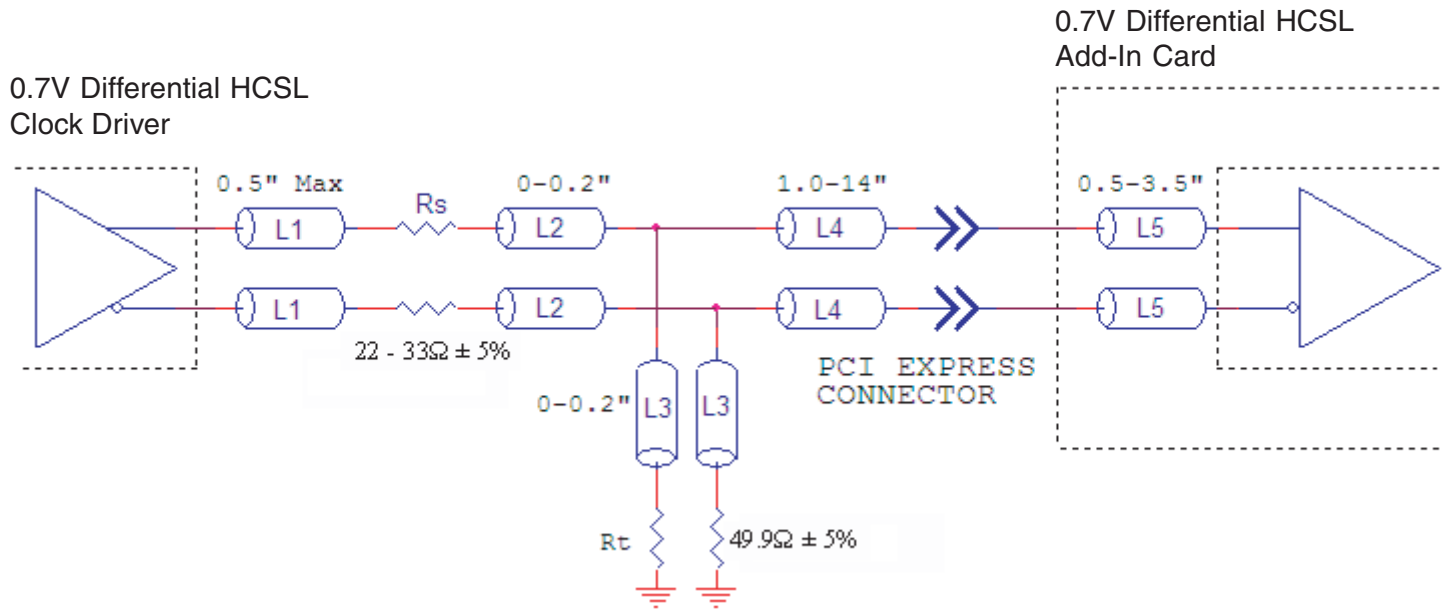 0.7V Differential HCSL
Add-In Card
0.7V Differential HCSL
Clock Driver
0.5" Max
0-0.2"
1.0-14"
0.5-3.5"
Rs
L1
L2
L4
L5
L1
L2
L4
L5
22 - 33Ω ± 5%
PCI EXPRESS
CONNECTOR
0-0.2"
L3
L3
Rt
49.9Ω ± 5%